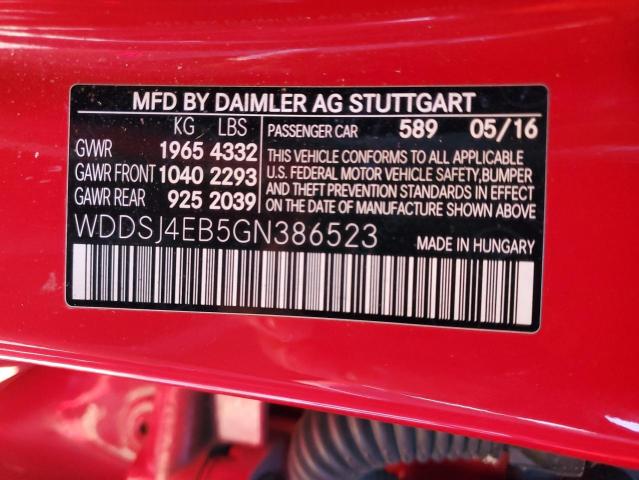 MFD BY DAIMLER AG STUTTGART
KG LBS
GVWR 1965 4332
GAWR FRONT 1040 2293
GAWR REAR 925 2039
PASSENGER CAR 589 05/16
THIS VEHICLE CONFORMS TO ALL APPLICABLE
U.S. FEDERAL MOTOR VEHICLE SAFETY,BUMPER
AND THEFT PREVENTION STANDARDS IN EFFECT
ON THE DATE OF MANUFACTURE SHOWN ABOVE.
WDDSJ4EB5GN386523
MADE IN HUNGARY